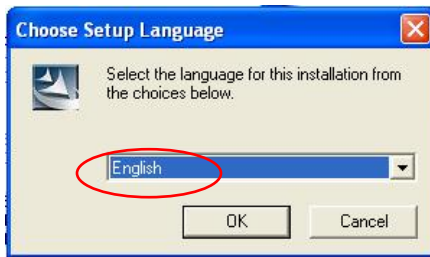 Choose Setup Language
Select the language for this installation from
the choices below.
English
OK
Cancel